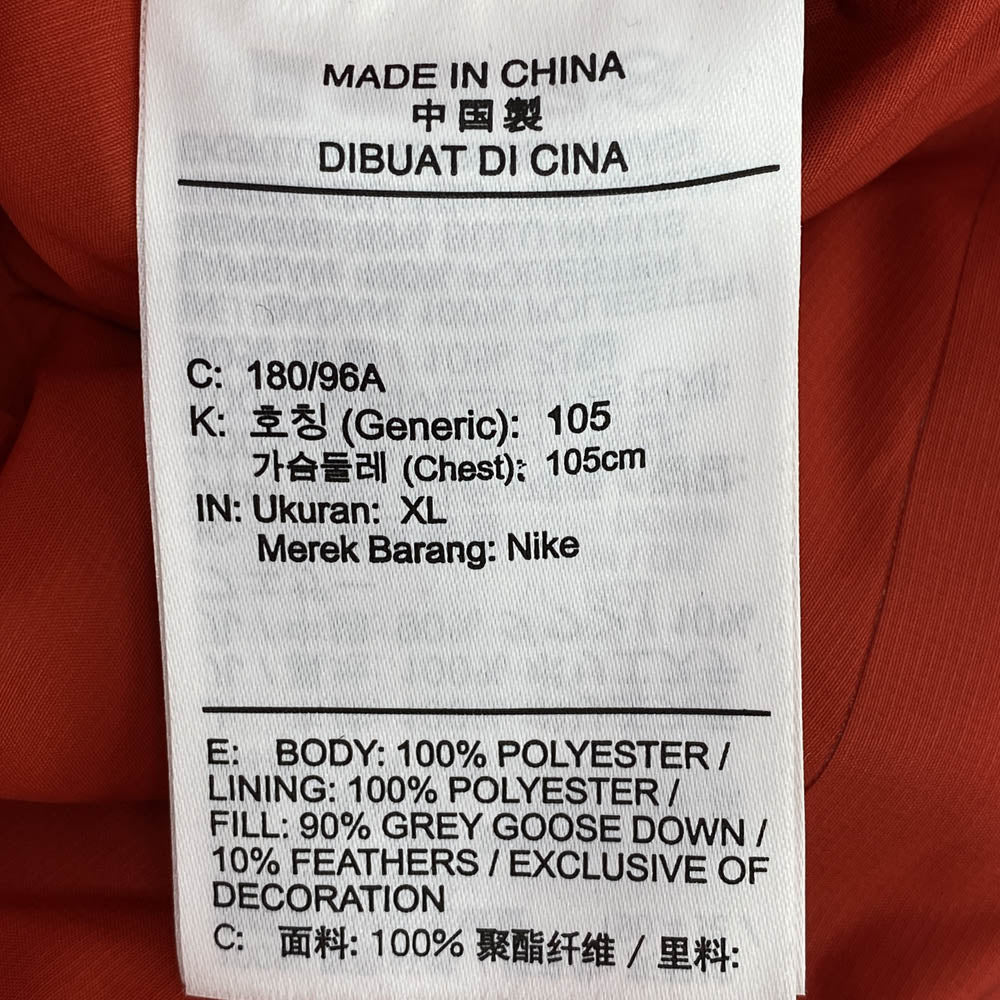 MADE IN CHINA
中国製
DIBUAT DI CINA
C: 180/96A
K: 호칭 (Generic): 105
가슴둘레 (Chest): 105cm
IN: Ukuran: XL
Merek Barang: Nike
E: BODY: 100% POLYESTER /
LINING: 100% POLYESTER /
FILL: 90% GREY GOOSE DOWN /
10% FEATHERS / EXCLUSIVE OF
DECORATION
C: 面料: 100% 聚酯纤维 / 里料: